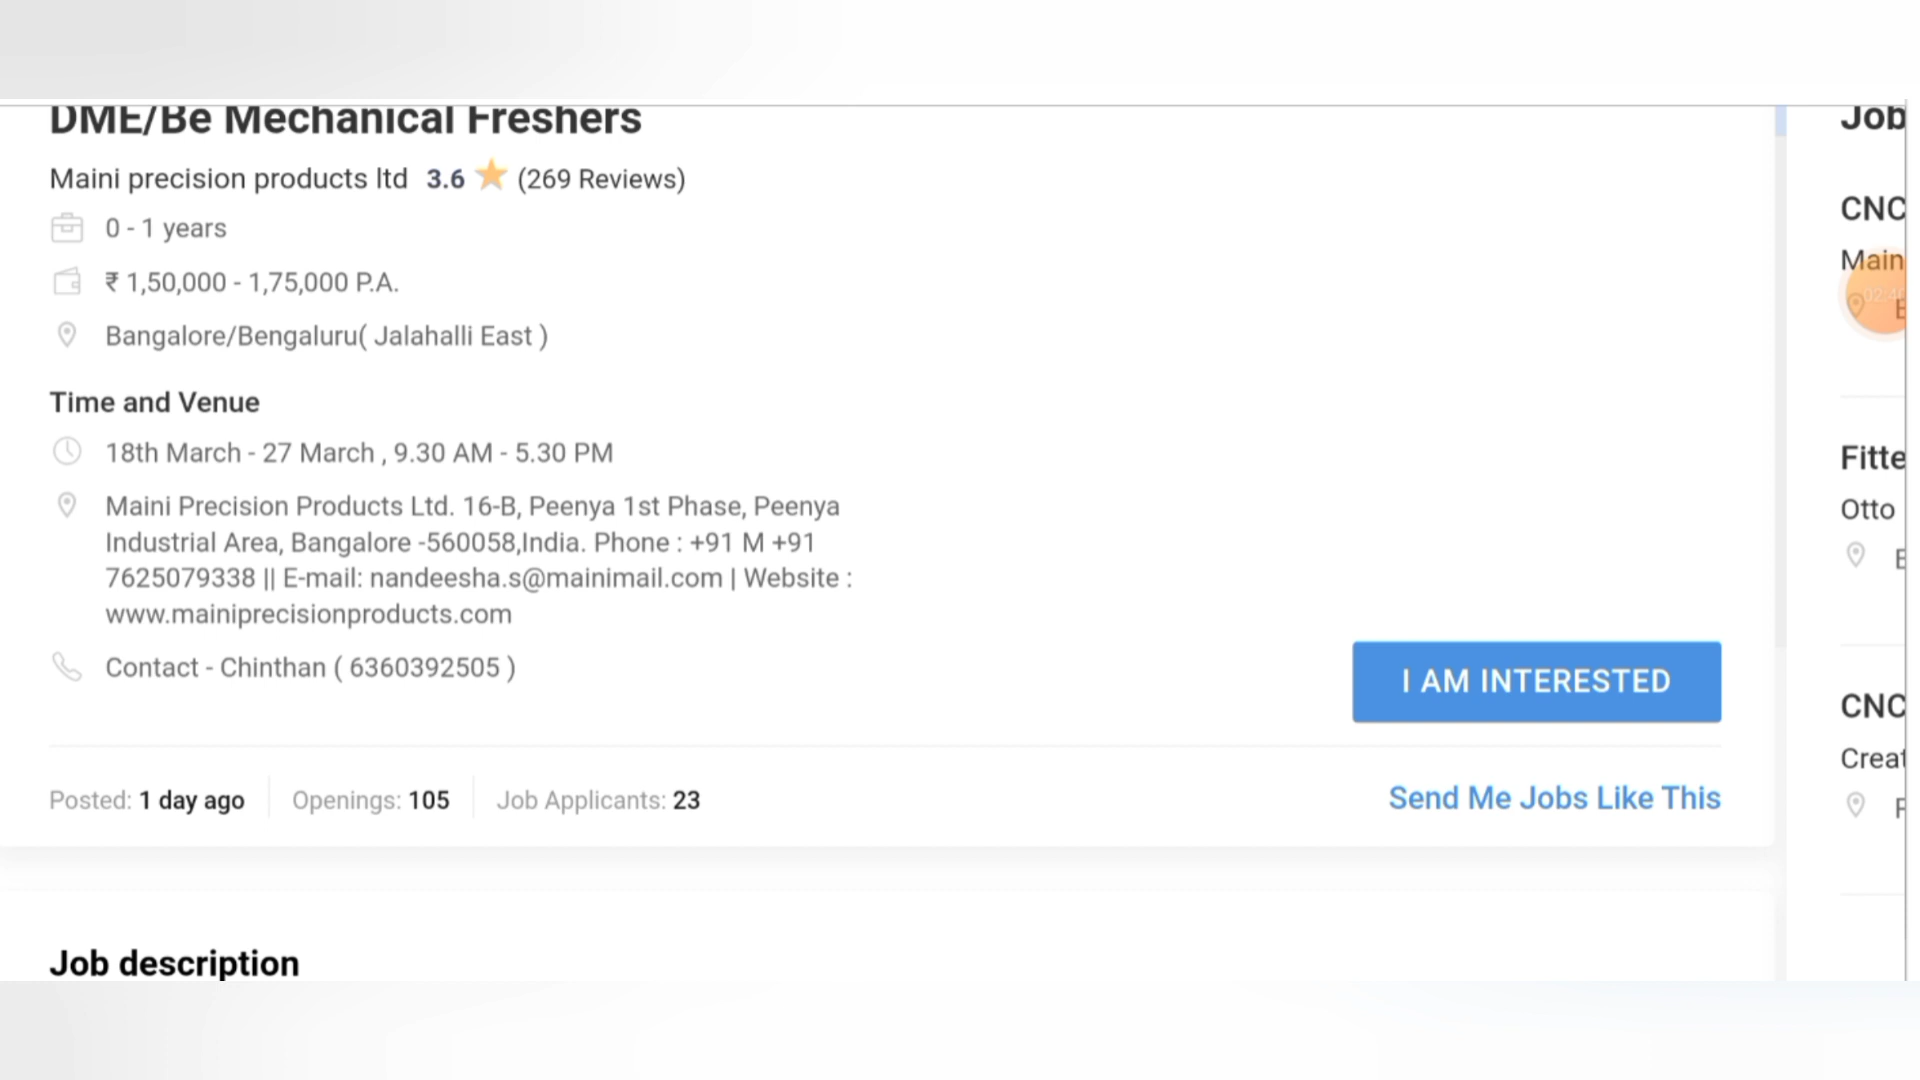 DME/Be Mechanical Freshers
Maini precision products ltd 3.6 (269 Reviews)
0 - 1 years
₹ 1,50,000 - 1,75,000 P.A.
Bangalore/Bengaluru( Jalahalli East )
Time and Venue
18th March - 27 March , 9.30 AM - 5.30 PM
Maini Precision Products Ltd. 16-B, Peenya 1st Phase, Peenya
Industrial Area, Bangalore -560058,India. Phone : +91 M +91
7625079338 || E-mail: nandeesha.s@mainimail.com | Website :
www.mainiprecisionproducts.com
Contact - Chinthan ( 6360392505 )
I AM INTERESTED
Posted: 1 day ago
Openings: 105
Job Applicants: 23
Send Me Jobs Like This
Job description
Job
CNC
Main
Fitte
Otto
CNC
Creat